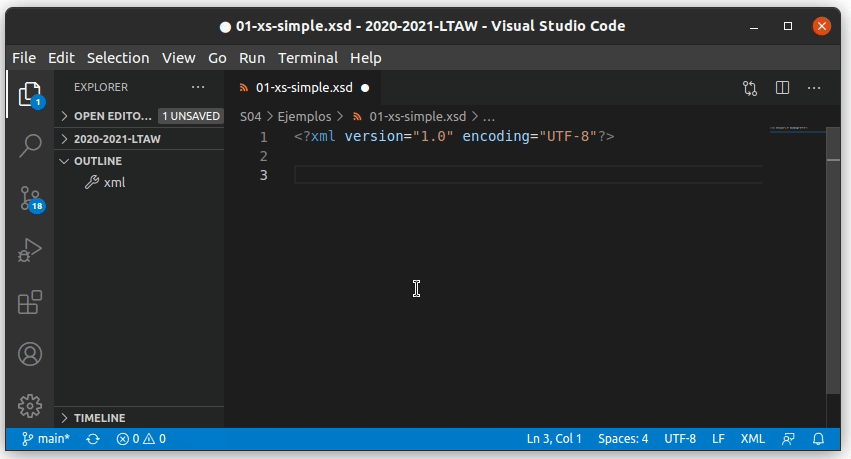 ● 01-xs-simple.xsd - 2020-2021-LTAW - Visual Studio Code
File Edit Selection View Go Run Terminal Help
EXPLORER ... 01-xs-simple.xsd ●
OPEN EDITO... 1 UNSAVED
S04 > Ejemplos > 01-xs-simple.xsd > ...
2020-2021-LTAW
OUTLINE
xml
1 <?xml version="1.0" encoding="UTF-8"?>
2
3
1
18
TIMELINE
main* 0 0 Ln 3, Col 1 Spaces: 4 UTF-8 LF XML